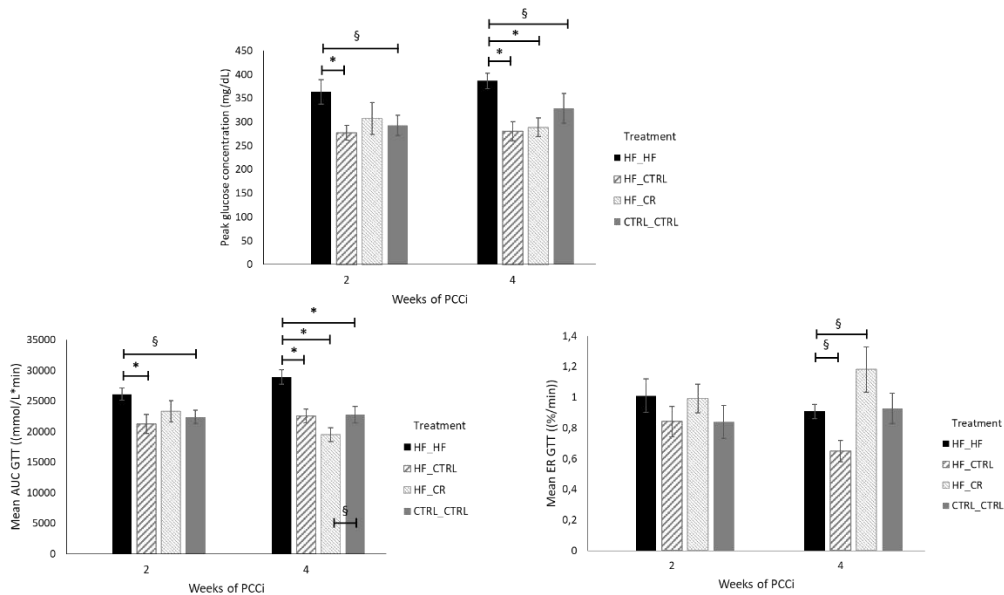 §
§
*
*
*
450
400
350
300
250
200
150
100
50
0
Peak glucose concentration (mg/dL)
2
4
Weeks of PCCi
Treatment
HF_HF
HF_CTRL
HF_CR
CTRL_CTRL
*
§
*
*
*
§
35000
30000
25000
20000
15000
10000
5000
0
Mean AUC GTT ((mmol/L*min)
2
4
Weeks of PCCi
Treatment
HF_HF
HF_CTRL
HF_CR
CTRL_CTRL
§
§
1,4
1,2
1
0,8
0,6
0,4
0,2
0
Mean ER GTT ((%/min))
2
4
Weeks of PCCi
Treatment
HF_HF
HF_CTRL
HF_CR
CTRL_CTRL